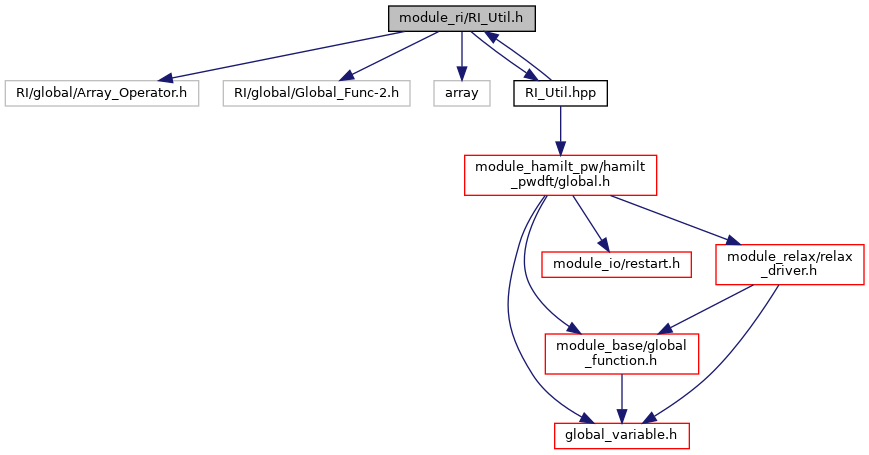 module_ri/RI_Util.h
RI/global/Array_Operator.h
RI/global/Global_Func-2.h
array
RI_Util.hpp
module_hamilt_pw/hamilt
_pwdft/global.h
module_io/restart.h
module_relax/relax
_driver.h
module_base/global
_function.h
global_variable.h